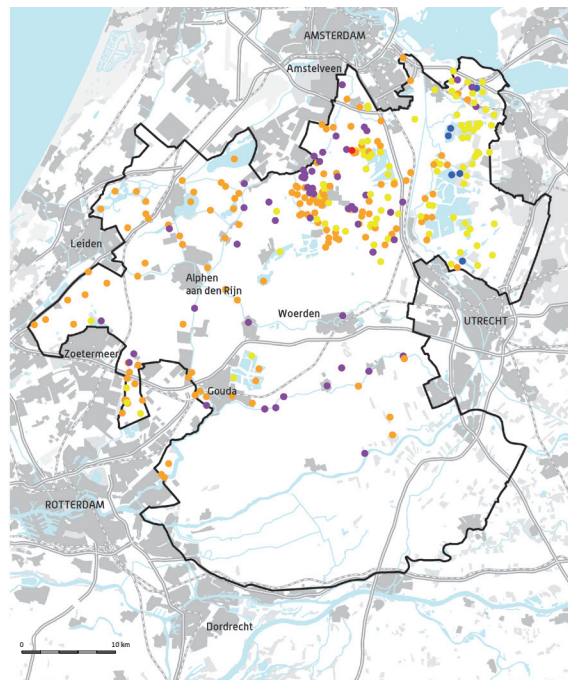 AMSTERDAM
Amstelveen
Leiden
Alphen
aan den Rijn
Woerden
UTRECHT
Zoetermeer
Gouda
ROTTERDAM
Dordrecht
0 10 km